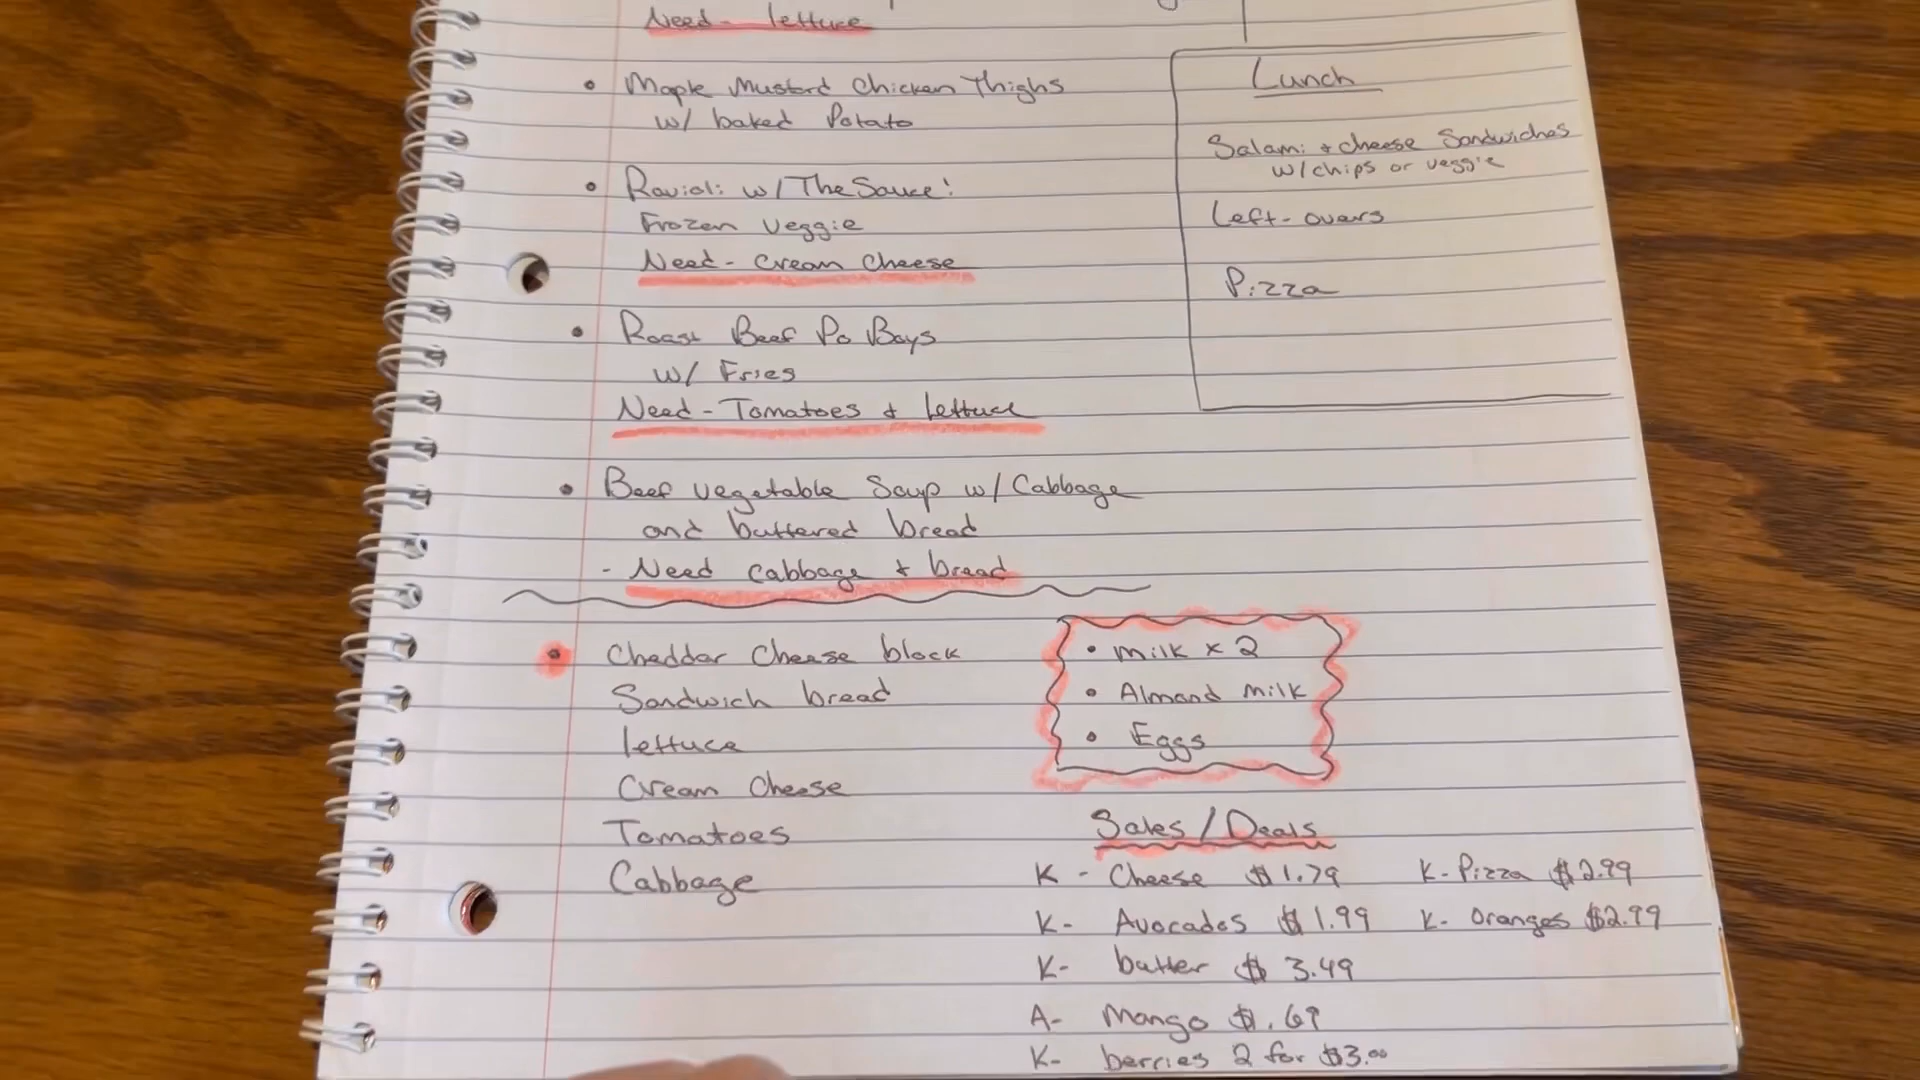 Need - lettuce
• Maple Mustard Chicken Thighs
w/ baked Potato
• Ravioli w/ The Sauce!
Frozen Veggie
Need - Cream Cheese
• Roast Beef Po Boys
w/ Fries
Need - Tomatoes + lettuce
• Beef vegetable Soup w/ Cabbage
and buttered bread
- Need cabbage + bread
Lunch
Salami + cheese Sandwiches
w/ chips or veggie
Left-overs
Pizza
• Cheddar Cheese block
Sandwich bread
lettuce
Cream Cheese
Tomatoes
Cabbage
• Milk x 2
• Almond milk
• Eggs
Sales / Deals
K - Cheese $1.79
K- Avocados $1.99
K- butter $3.49
A- Mango $.69
K- berries 2 for $3.00
K- Pizza $2.99
K- Oranges $2.99